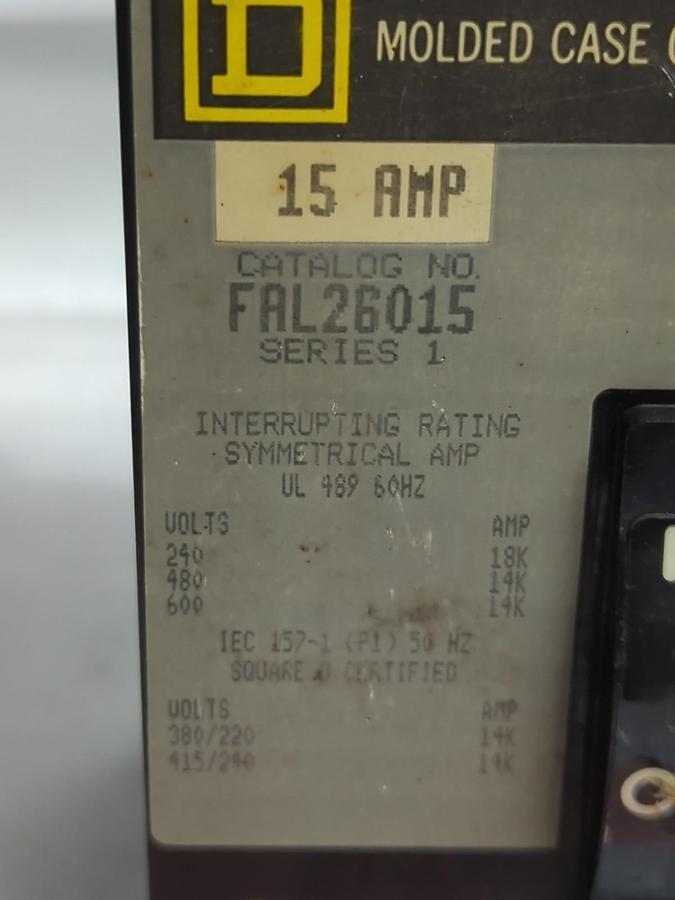 D
MOLDED CASE
15 AMP
CATALOG NO.
FAL26015
SERIES 1
INTERRUPTING RATING
SYMMETRICAL AMP
UL 489 60HZ
VOLTS AMP
240 18K
480 14K
600 14K
IEC 157-1 (P1) 50 HZ
SQUARE D CERTIFIED
VOLTS AMP
380/220 14K
415/240 14K